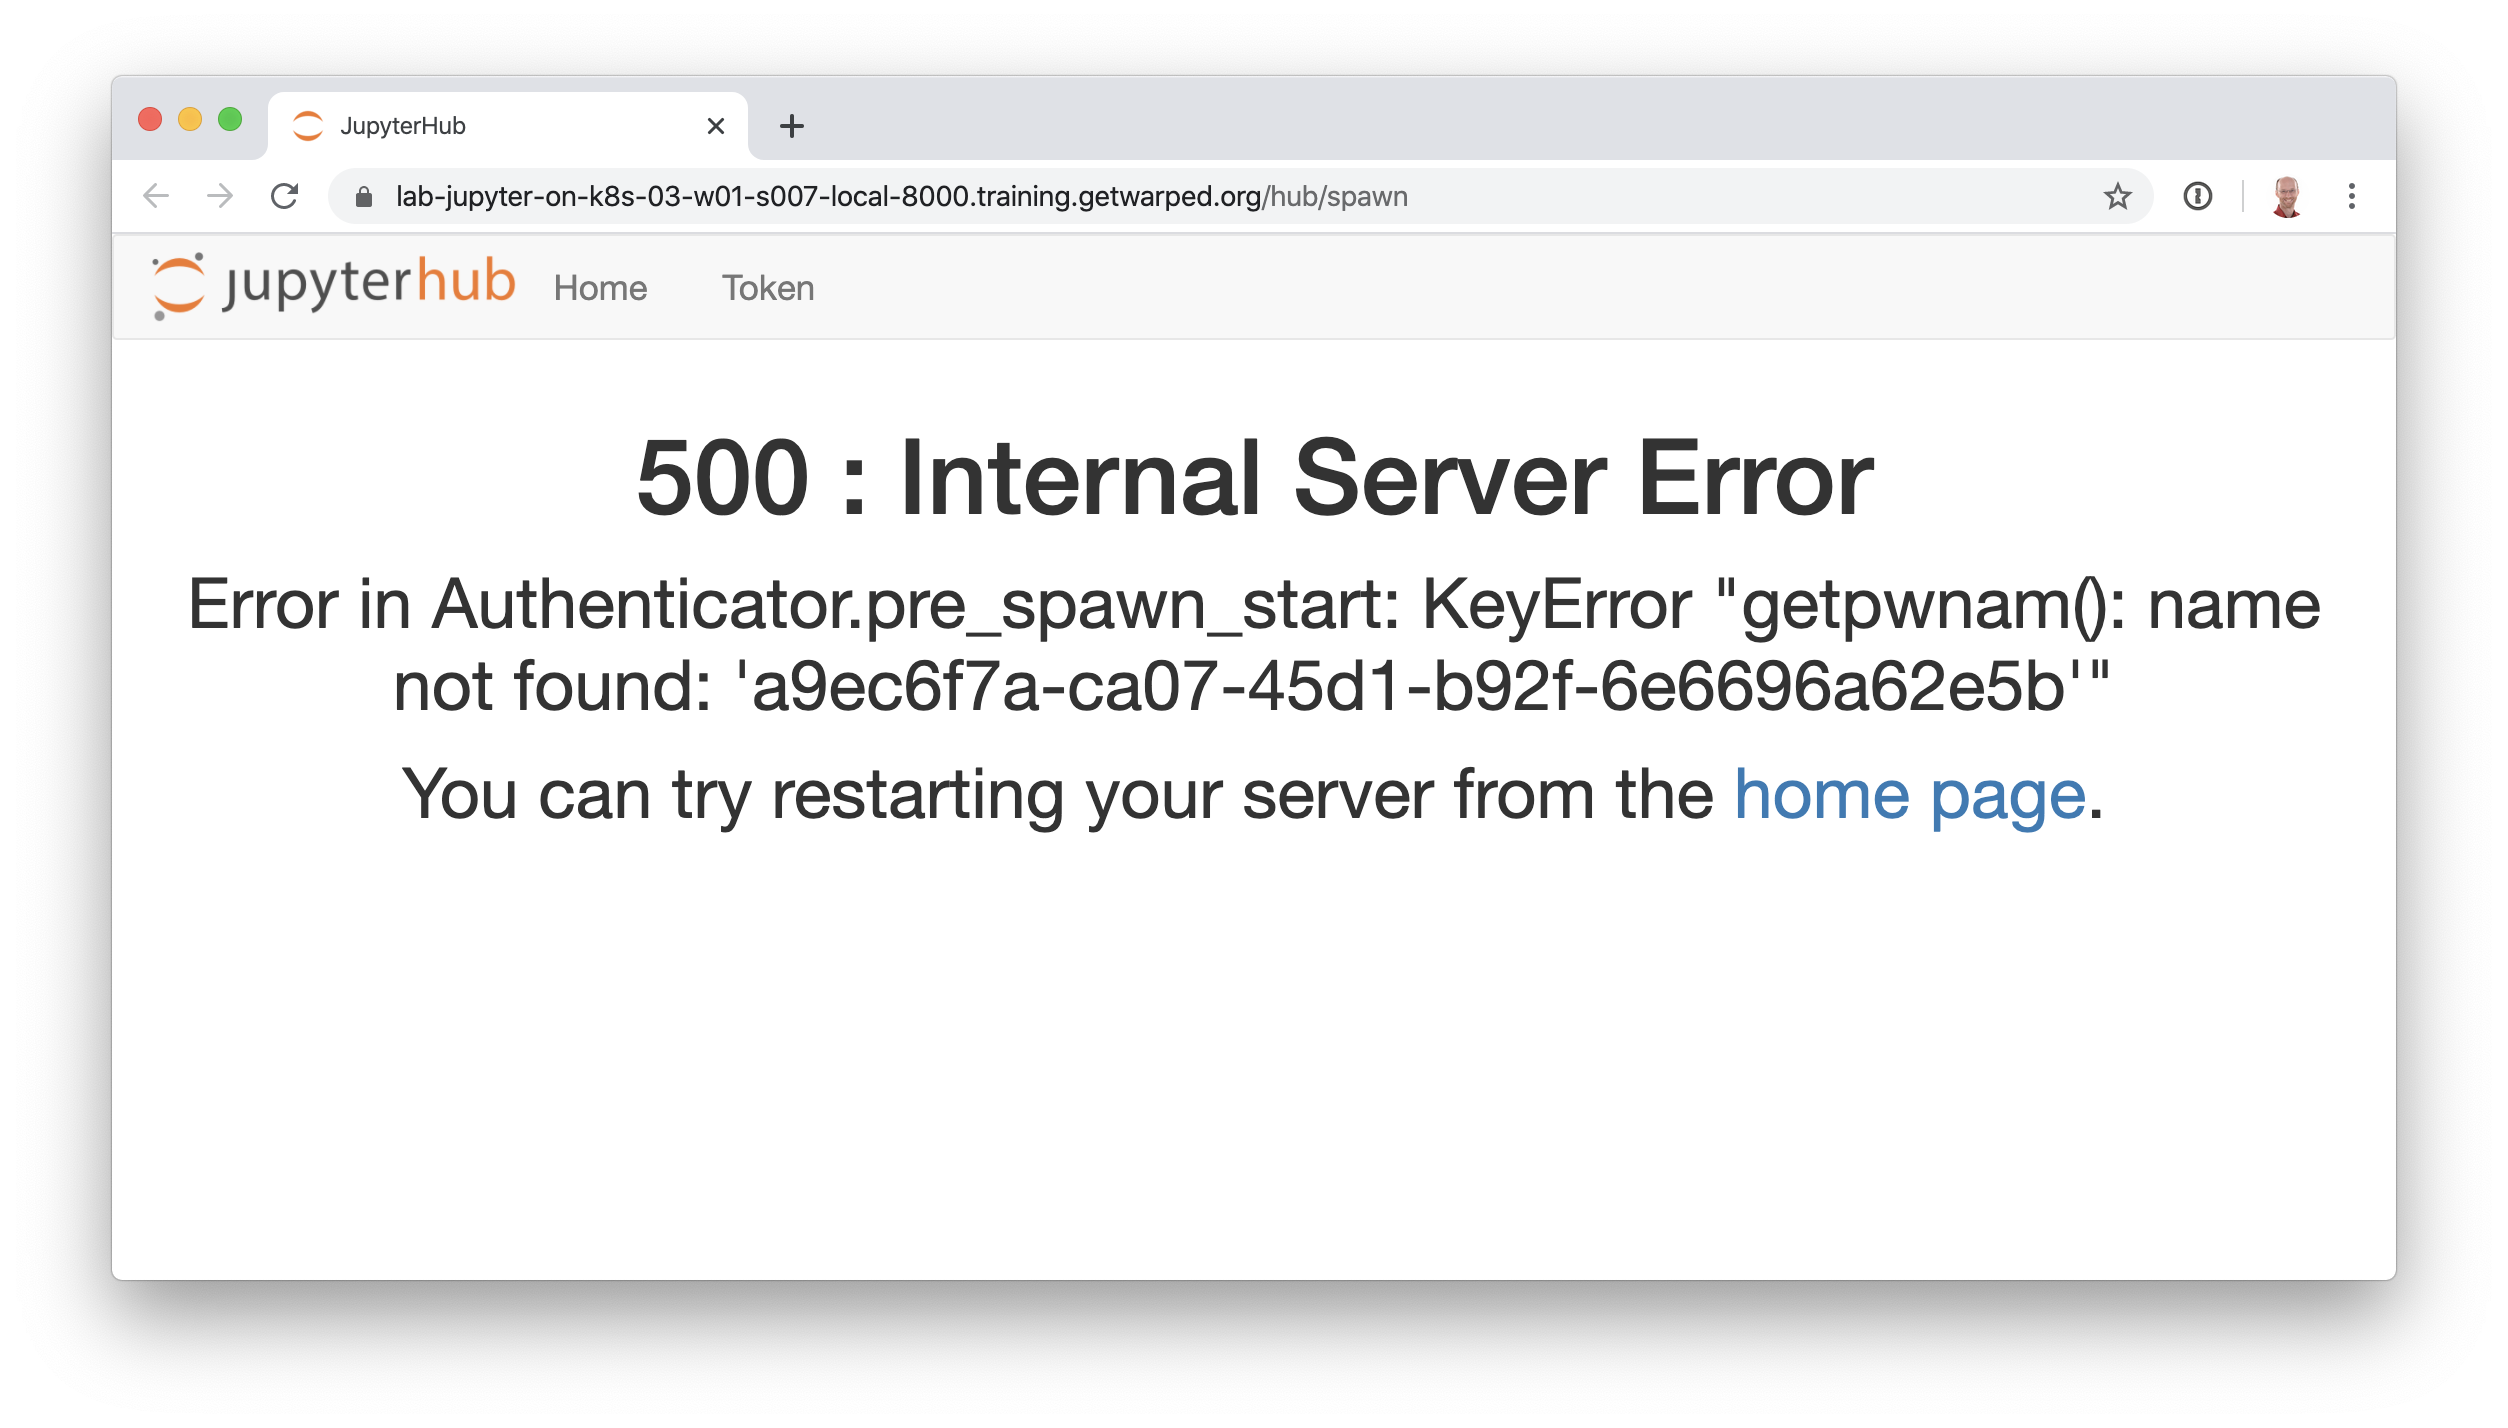 JupyterHub
lab-jupyter-on-k8s-03-w01-s007-local-8000.training.getwarped.org/hub/spawn
jupyterhub Home Token
500 : Internal Server Error
Error in Authenticator.pre_spawn_start: KeyError "getpwnam(): name
not found: 'a9ec6f7a-ca07-45d1-b92f-6e6696a62e5b'"
You can try restarting your server from the home page.